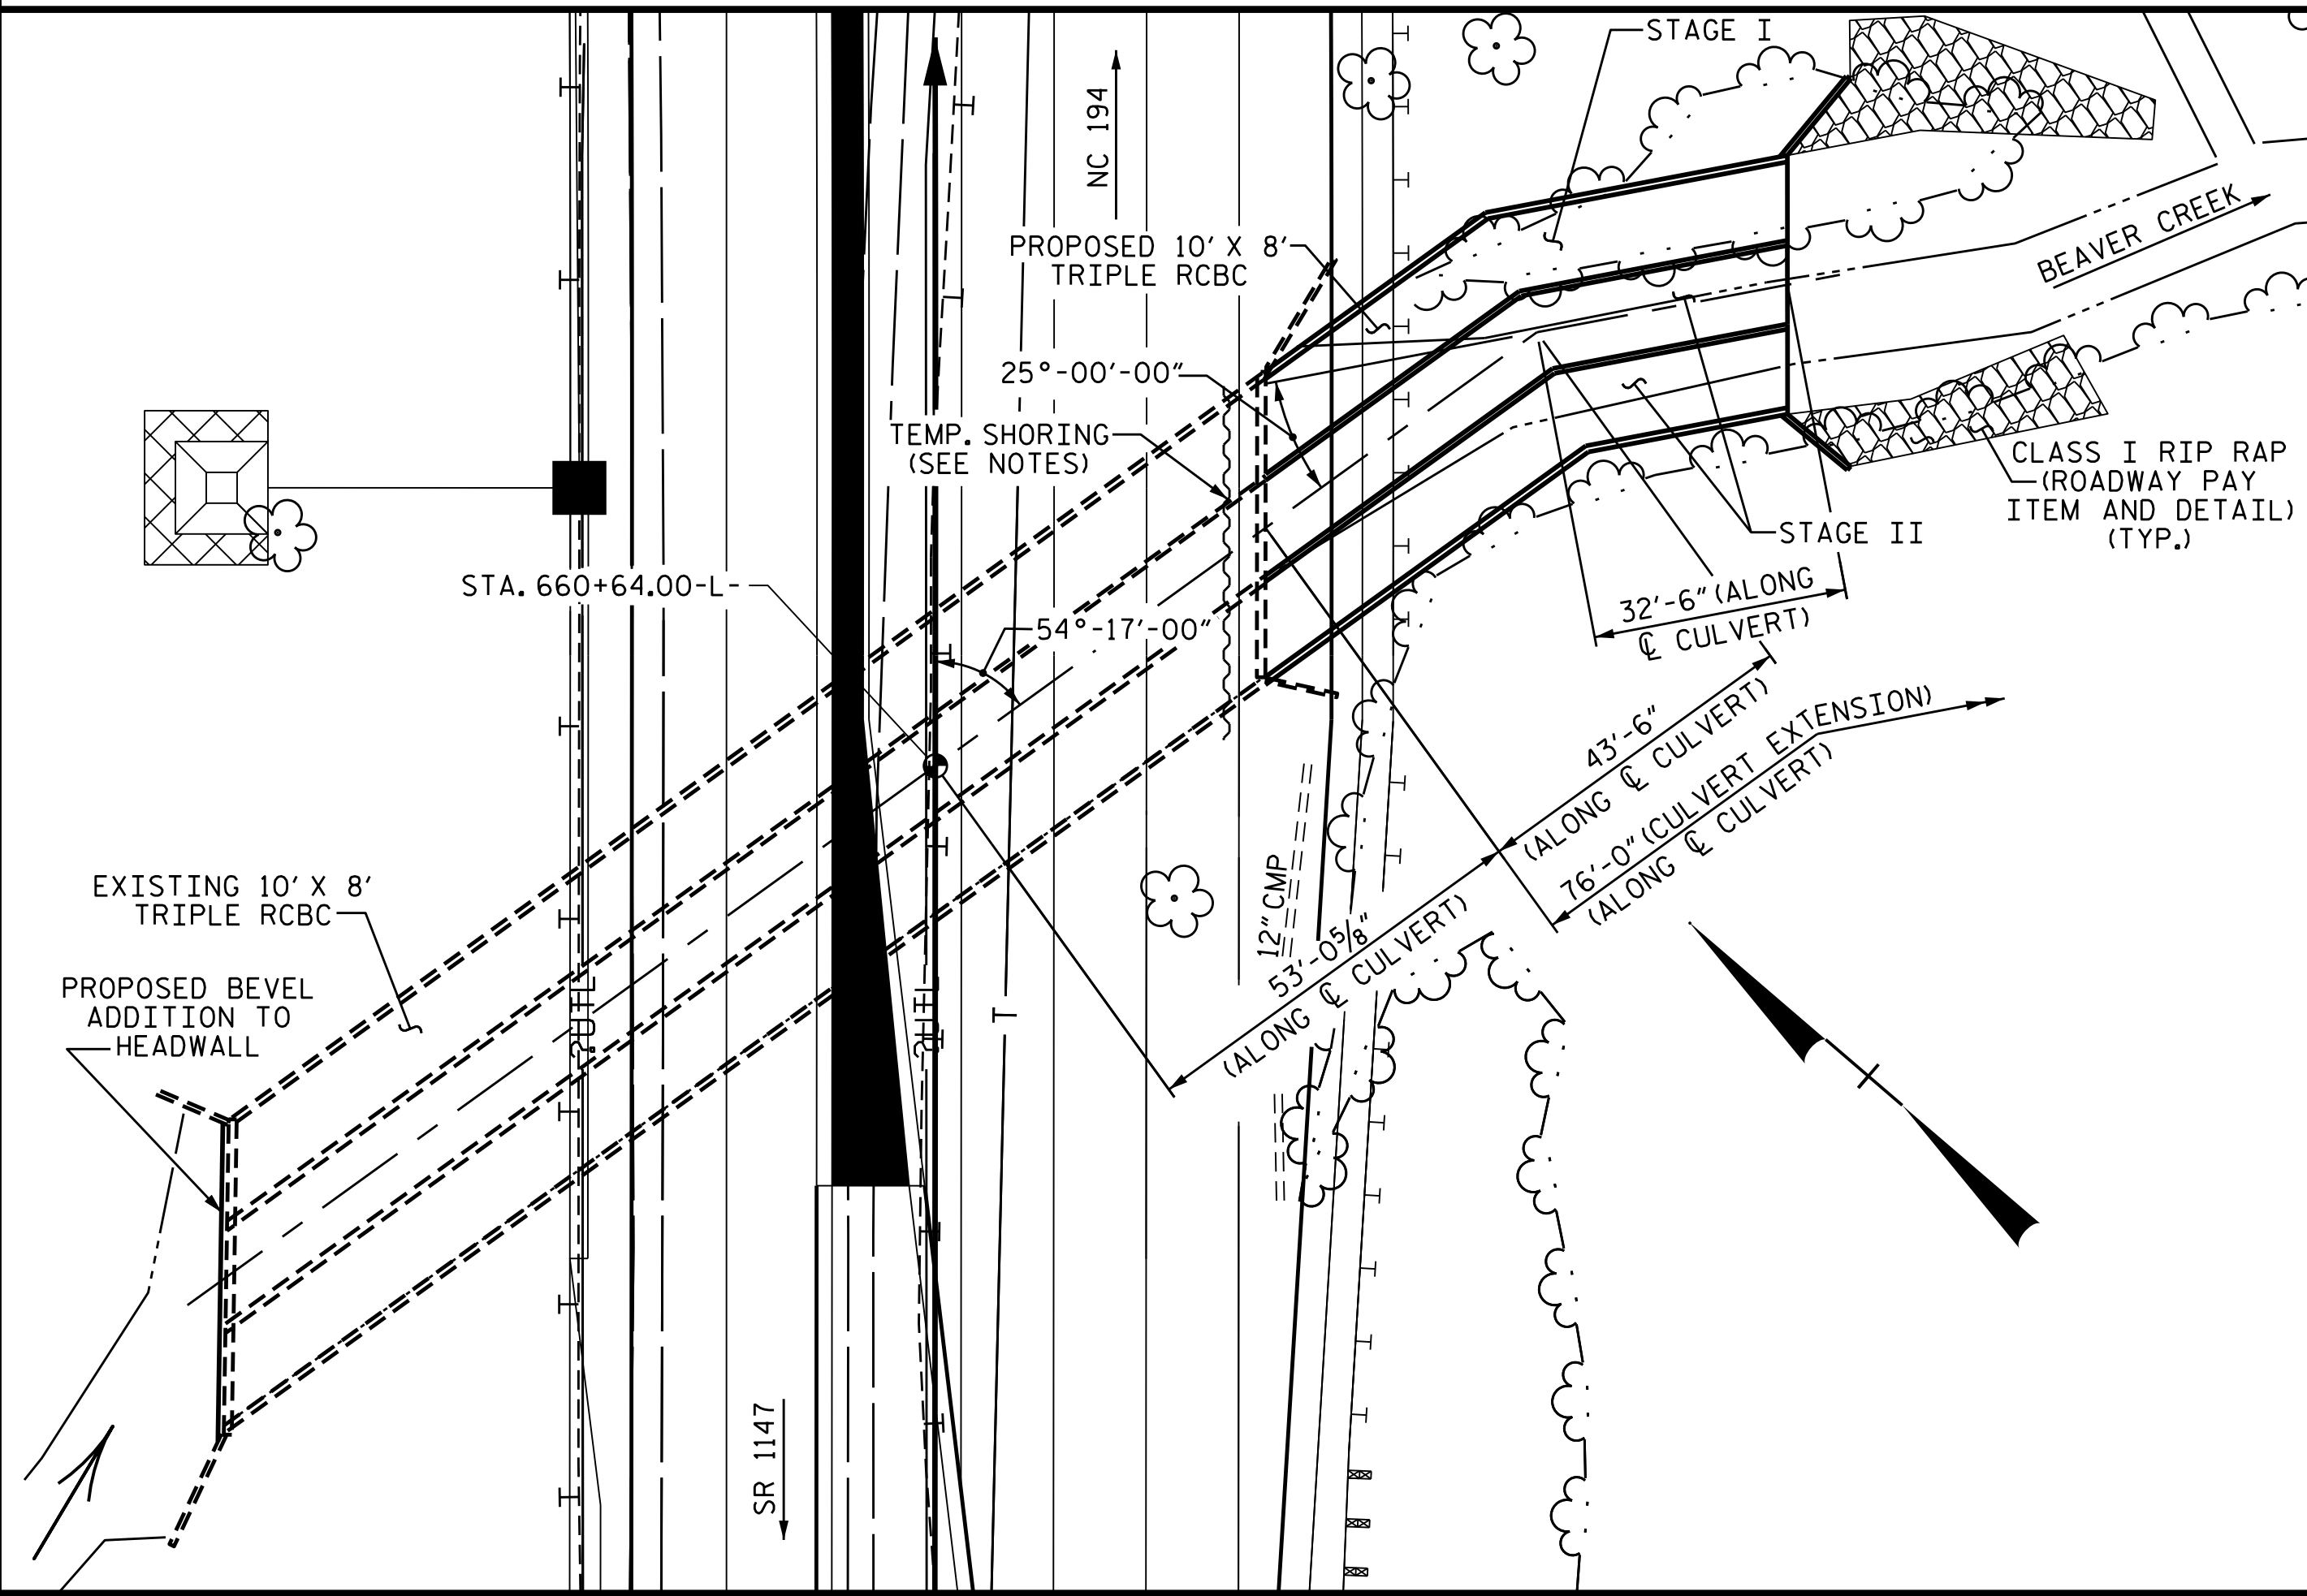 STAGE I
NC 194
PROPOSED 10' X 8'
TRIPLE RCBC
BEAVER CREEK
25°-00'-00"
TEMP. SHORING
(SEE NOTES)
CLASS I RIP RAP
(ROADWAY PAY
ITEM AND DETAIL)
(TYP.)
STAGE II
STA. 660+64.00-L-
32'-6" (ALONG
℄ CULVERT)
54°-17'-00"
43'-6"
(ALONG ℄ CULVERT)
76'-0" (CULVERT EXTENSION)
(ALONG ℄ CULVERT)
12" CMP
53'-0⅝"
(ALONG ℄ CULVERT)
EXISTING 10' X 8'
TRIPLE RCBC
PROPOSED BEVEL
ADDITION TO
HEADWALL
T
SR 1147